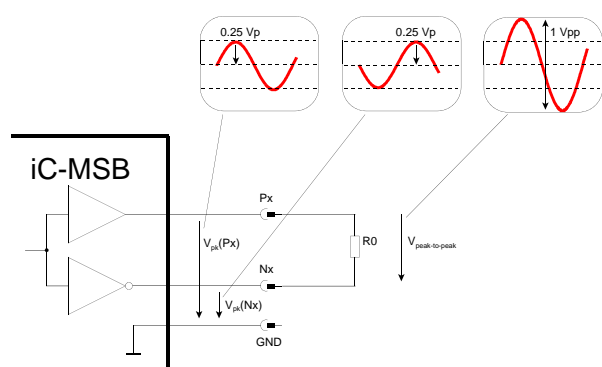 0.25 Vp
0.25 Vp
1 Vpp
iC-MSB
Px
Vpk(Px)
R0
Vpeak-to-peak
Nx
Vpk(Nx)
GND